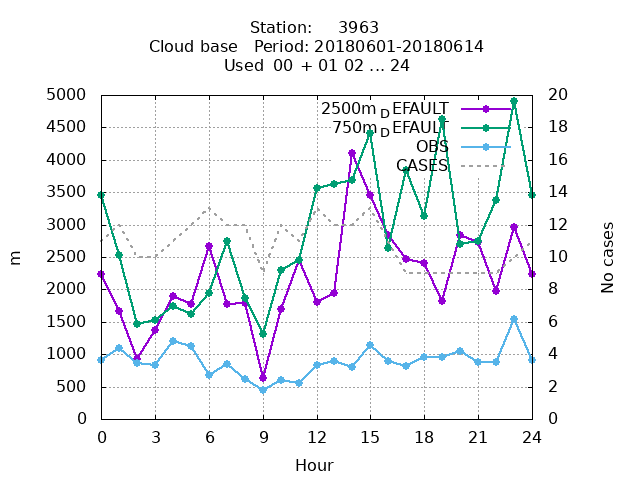 Station: 3963
Cloud base Period: 20180601-20180614
Used 00 + 01 02 ... 24
5000
4500
4000
3500
3000
2500
2000
1500
1000
500
0
m
20
18
16
14
12
10
8
6
4
2
0
No cases
2500m_DEFAULT
750m_DEFAULT
OBS
CASES
0 3 6 9 12 15 18 21 24
Hour